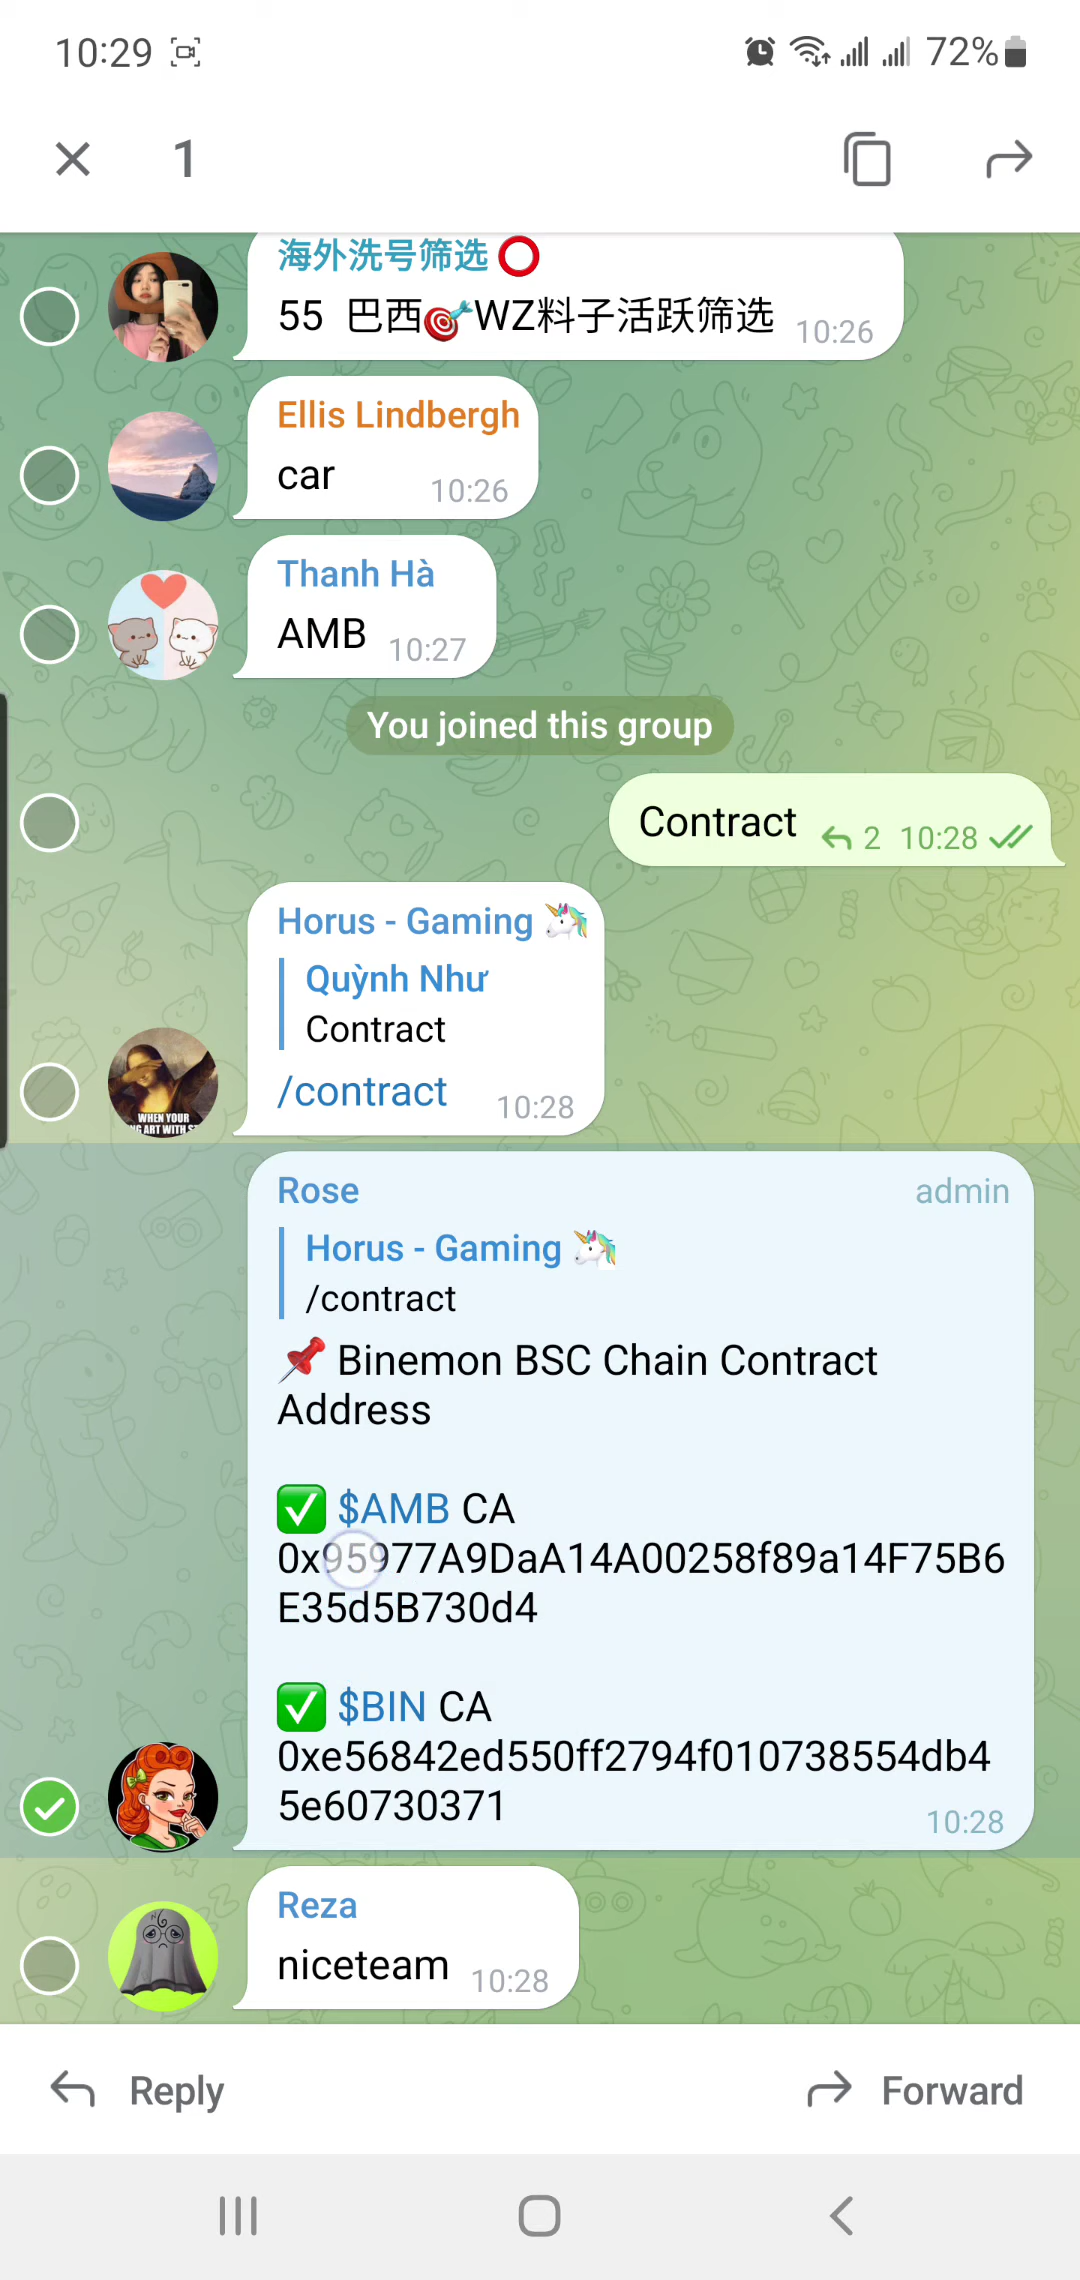 10:29 72%
1
海外洗号筛选
55 巴西🎯WZ料子活跃筛选 10:26
Ellis Lindbergh
car 10:26
Thanh Hà
AMB 10:27
You joined this group
Contract 2 10:28
Horus - Gaming 🦄
Quỳnh Như
Contract
/contract 10:28
WHEN YOUR
Rose admin
Horus - Gaming 🦄
/contract
📌 Binemon BSC Chain Contract
Address
✅ $AMB CA
0x95977A9DaA14A00258f89a14F75B6
E35d5B730d4
✅ $BIN CA
0xe56842ed550ff2794f010738554db4
5e60730371
10:28
Reza
niceteam 10:28
Reply Forward